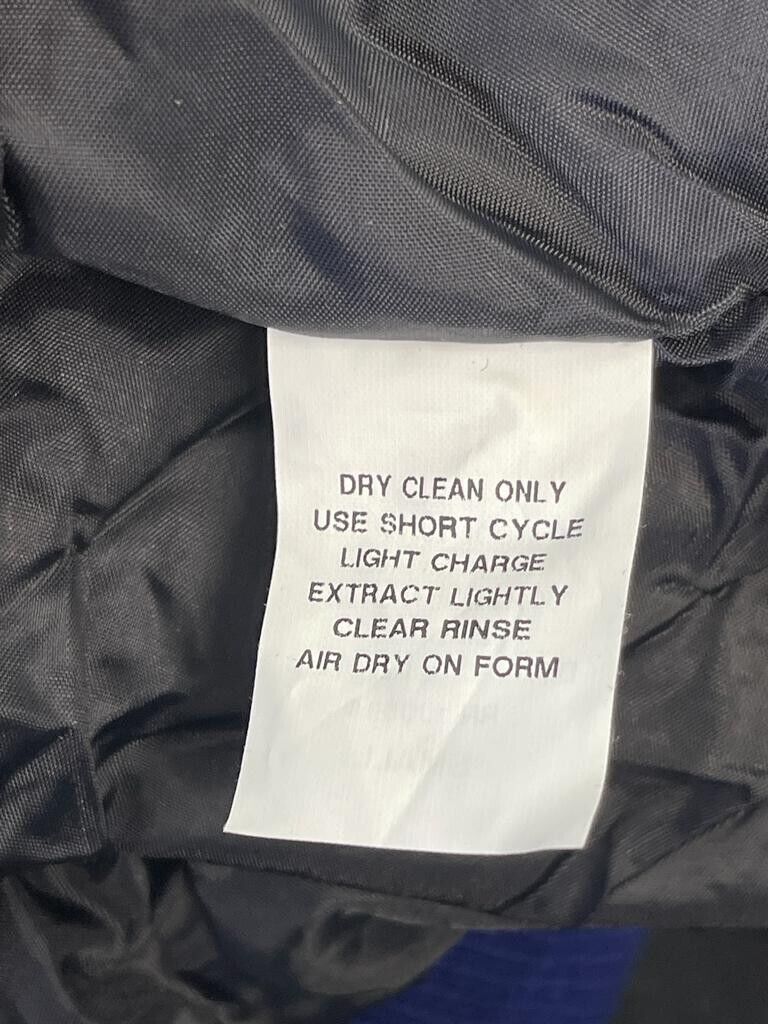 DRY CLEAN ONLY
USE SHORT CYCLE
LIGHT CHARGE
EXTRACT LIGHTLY
CLEAR RINSE
AIR DRY ON FORM